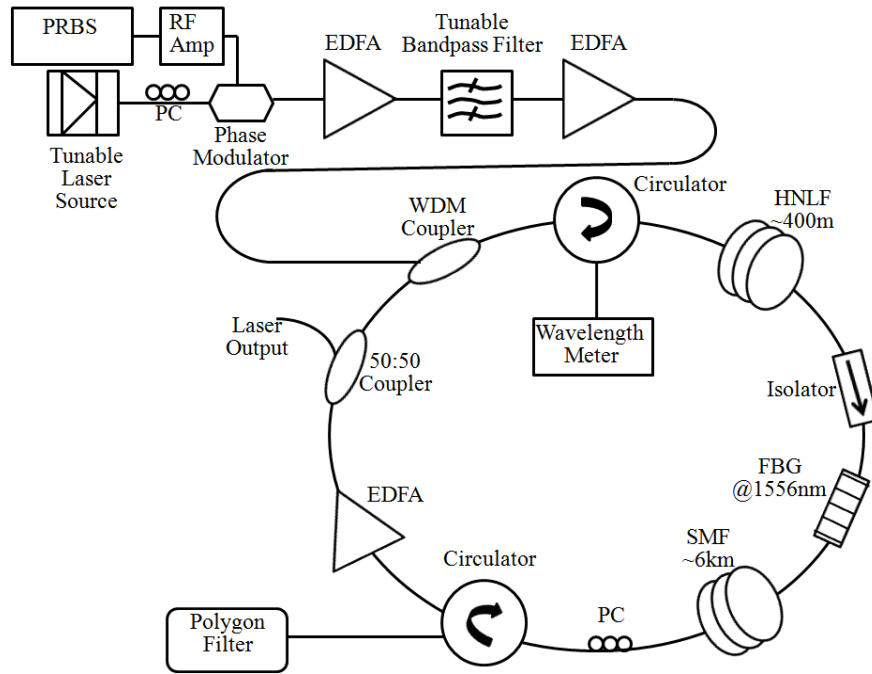 PRBS
RF
Amp
EDFA
Tunable
Bandpass Filter
EDFA
PC
Phase
Modulator
Tunable
Laser
Source
WDM
Coupler
Circulator
HNLF
~400m
Laser
Output
50:50
Coupler
Wavelength
Meter
Isolator
FBG
@1556nm
EDFA
SMF
~6km
Circulator
PC
Polygon
Filter